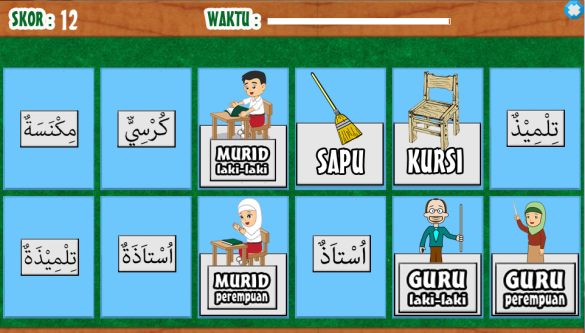 SKOR : 12
WAKTU :
مِكْنَسَةٌ
كُرْسِيٌّ
MURID
laki-laki
SAPU
KURSI
تِلْمِيْذٌ
تِلْمِيْذَةٌ
اُسْتَاذَةٌ
MURID
perempuan
اُسْتَاذٌ
GURU
laki-laki
GURU
perempuan